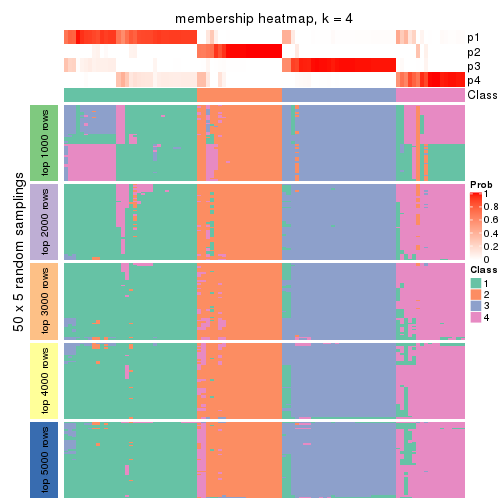 membership heatmap, k = 4
p1
p2
p3
p4
Class
50 x 5 random samplings
top 1000 rows
top 2000 rows
top 3000 rows
top 4000 rows
top 5000 rows
Prob
1
0.8
0.6
0.4
0.2
0
Class
1
2
3
4